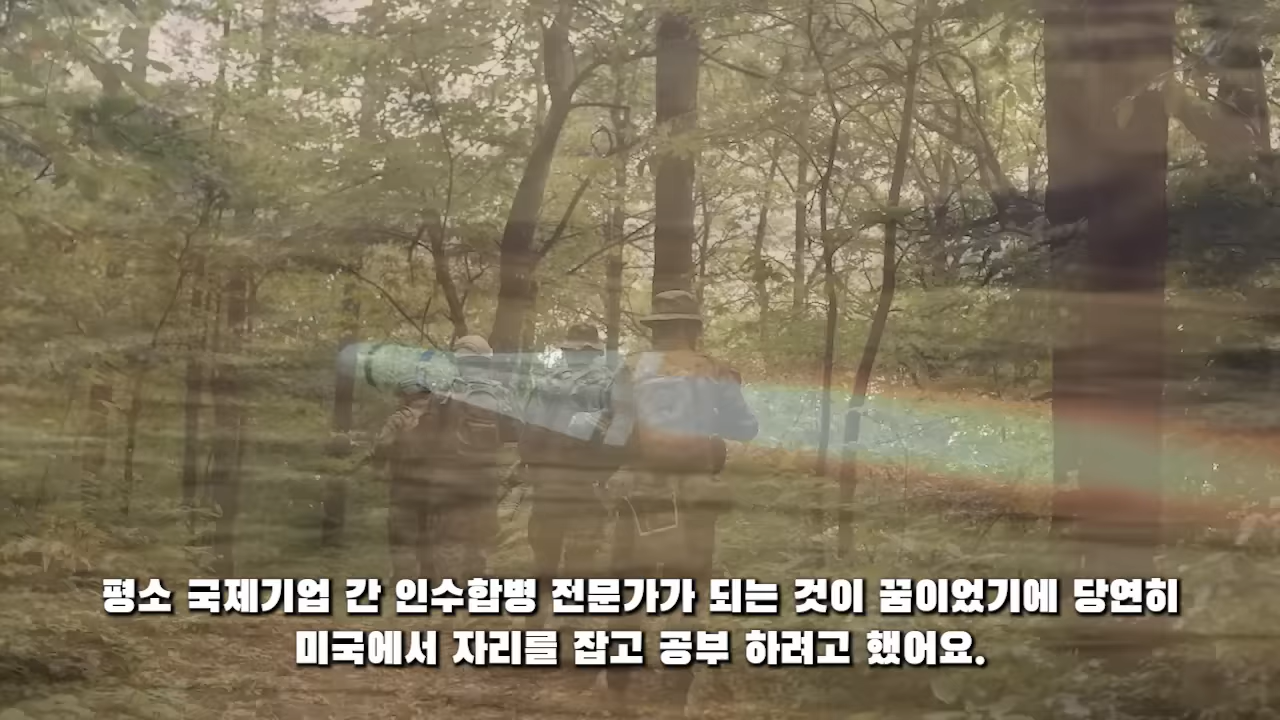 평소 국제기업 간 인수합병 전문가가 되는 것이 꿈이었기에 당연히
미국에서 자리를 잡고 공부 하려고 했어요.